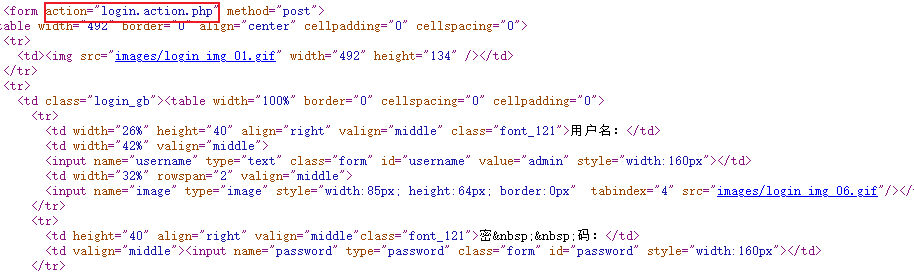 <form action="login.action.php" method="post">
table width="492" border="0" align="center" cellpadding="0" cellspacing="0">
<tr>
<td><img src="images/login_img_01.gif" width="492" height="134" /></td>
</tr>
<tr>
<td class="login_gb"><table width="100%" border="0" cellspacing="0" cellpadding="0">
<tr>
<td width="26%" height="40" align="right" valign="middle" class="font_121">用户名：</td>
<td width="42%" valign="middle">
<input name="username" type="text" class="form" id="username" value="admin" style="width:160px"></td>
<td width="32%" rowspan="2" valign="middle">
<input name="image" type="image" style="width:85px; height:64px; border:0px"  tabindex="4" src="images/login_img_06.gif"/></t
</tr>
<tr>
<td height="40" align="right" valign="middle"class="font_121">密&nbsp;&nbsp;码：</td>
<td valign="middle"><input name="password" type="password" class="form" id="password" style="width:160px"></td>
</tr>